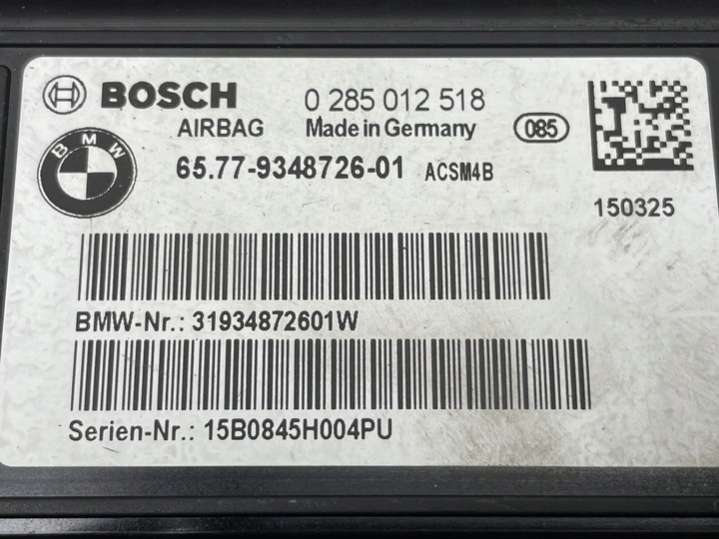 BOSCH 0 285 012 518
AIRBAG Made in Germany 085
BMW
65.77-9348726-01 ACSM4B
150325
BMW-Nr.: 31934872601W
Serien-Nr.: 15B0845H004PU